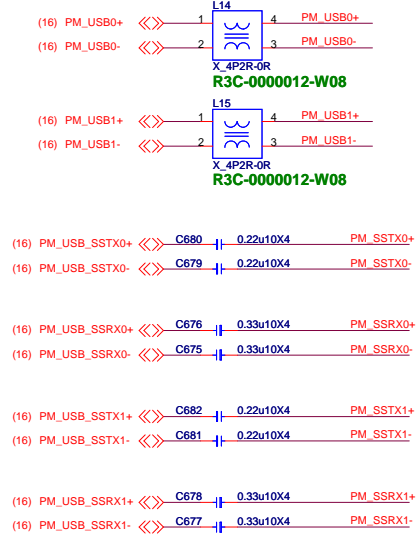 L14
(16) PM_USB0+ 1 4 PM_USB0+
(16) PM_USB0- 2 3 PM_USB0-
X_4P2R-0R
R3C-0000012-W08
L15
(16) PM_USB1+ 1 4 PM_USB1+
(16) PM_USB1- 2 3 PM_USB1-
X_4P2R-0R
R3C-0000012-W08
(16) PM_USB_SSTX0+ C680 0.22u10X4 PM_SSTX0+
(16) PM_USB_SSTX0- C679 0.22u10X4 PM_SSTX0-
(16) PM_USB_SSRX0+ C676 0.33u10X4 PM_SSRX0+
(16) PM_USB_SSRX0- C675 0.33u10X4 PM_SSRX0-
(16) PM_USB_SSTX1+ C682 0.22u10X4 PM_SSTX1+
(16) PM_USB_SSTX1- C681 0.22u10X4 PM_SSTX1-
(16) PM_USB_SSRX1+ C678 0.33u10X4 PM_SSRX1+
(16) PM_USB_SSRX1- C677 0.33u10X4 PM_SSRX1-